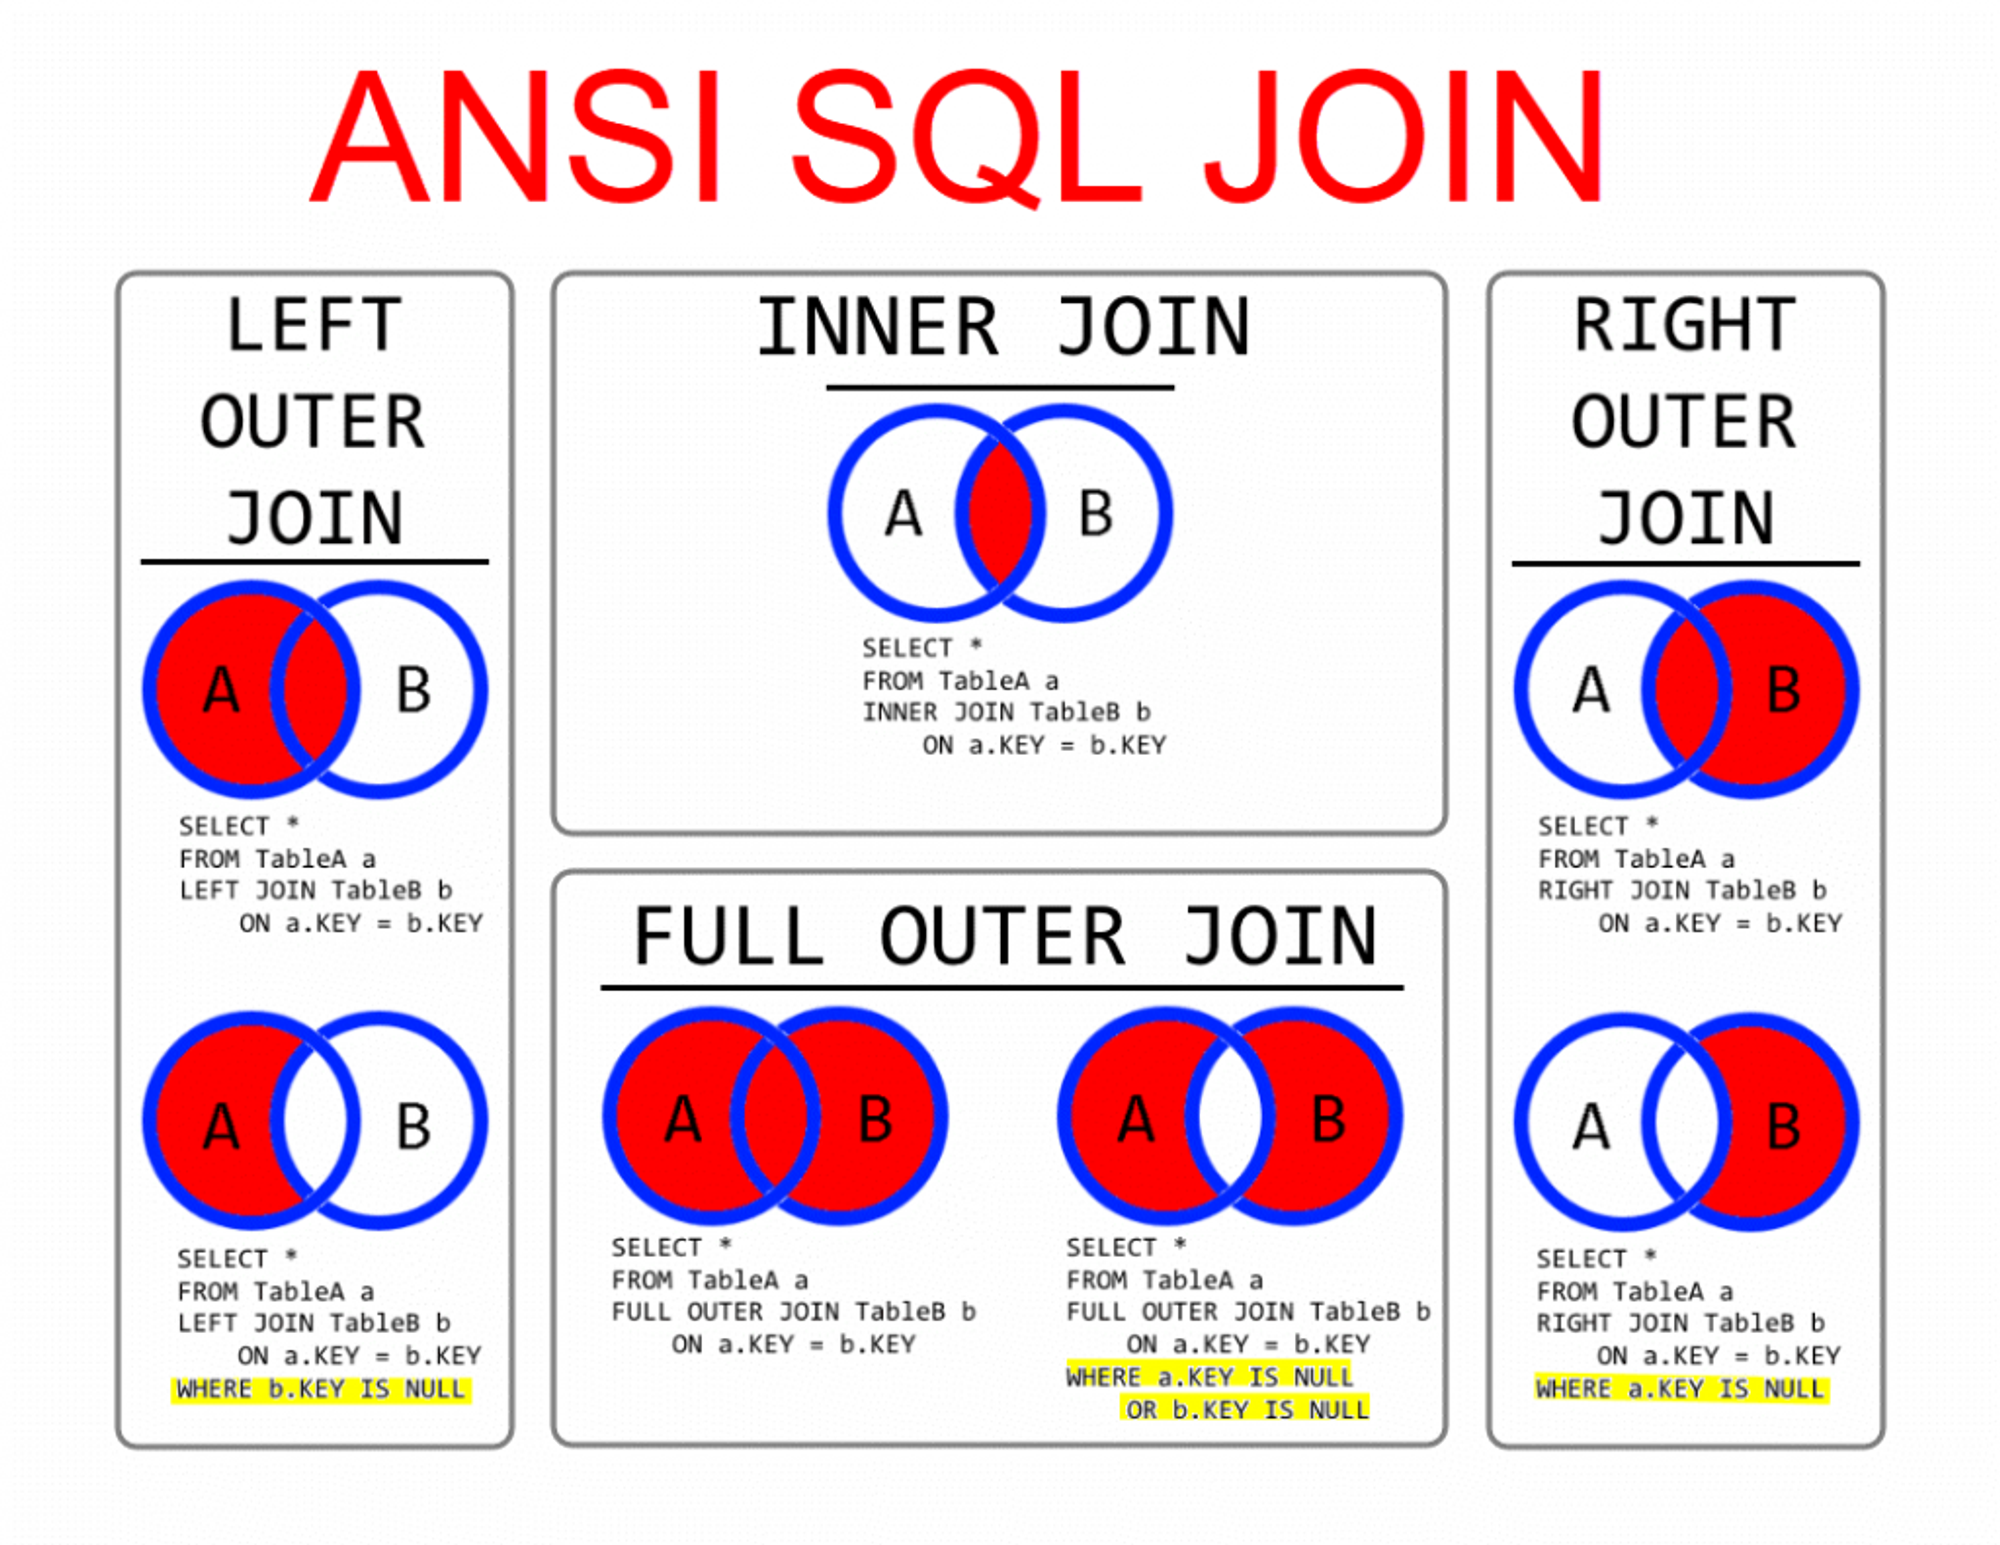 ANSI SQL JOIN
LEFT
OUTER
JOIN
A B
SELECT *
FROM TableA a
LEFT JOIN TableB b
ON a.KEY = b.KEY
A B
SELECT *
FROM TableA a
LEFT JOIN TableB b
ON a.KEY = b.KEY
WHERE b.KEY IS NULL
INNER JOIN
A B
SELECT *
FROM TableA a
INNER JOIN TableB b
ON a.KEY = b.KEY
FULL OUTER JOIN
A B
SELECT *
FROM TableA a
FULL OUTER JOIN TableB b
ON a.KEY = b.KEY
A B
SELECT *
FROM TableA a
FULL OUTER JOIN TableB b
ON a.KEY = b.KEY
WHERE a.KEY IS NULL
OR b.KEY IS NULL
RIGHT
OUTER
JOIN
A B
SELECT *
FROM TableA a
RIGHT JOIN TableB b
ON a.KEY = b.KEY
A B
SELECT *
FROM TableA a
RIGHT JOIN TableB b
ON a.KEY = b.KEY
WHERE a.KEY IS NULL